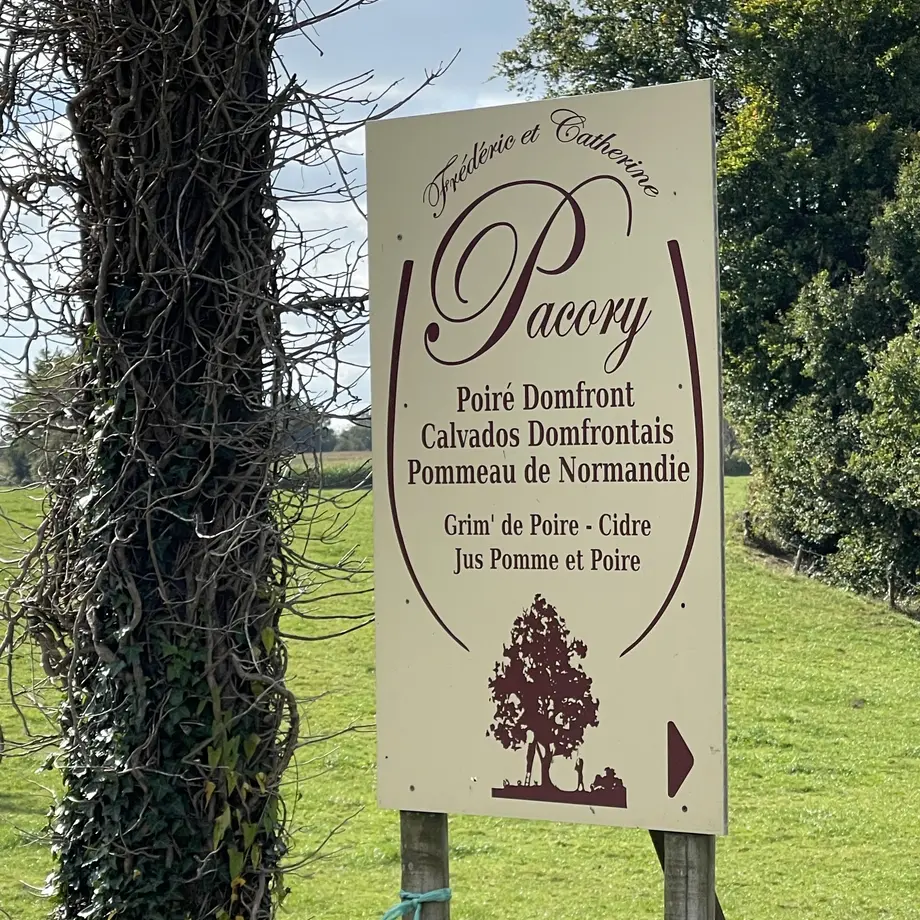 Frédéric et Catherine
Pacory
Poiré Domfront
Calvados Domfrontais
Pommeau de Normandie
Grim' de Poire - Cidre
Jus Pomme et Poire